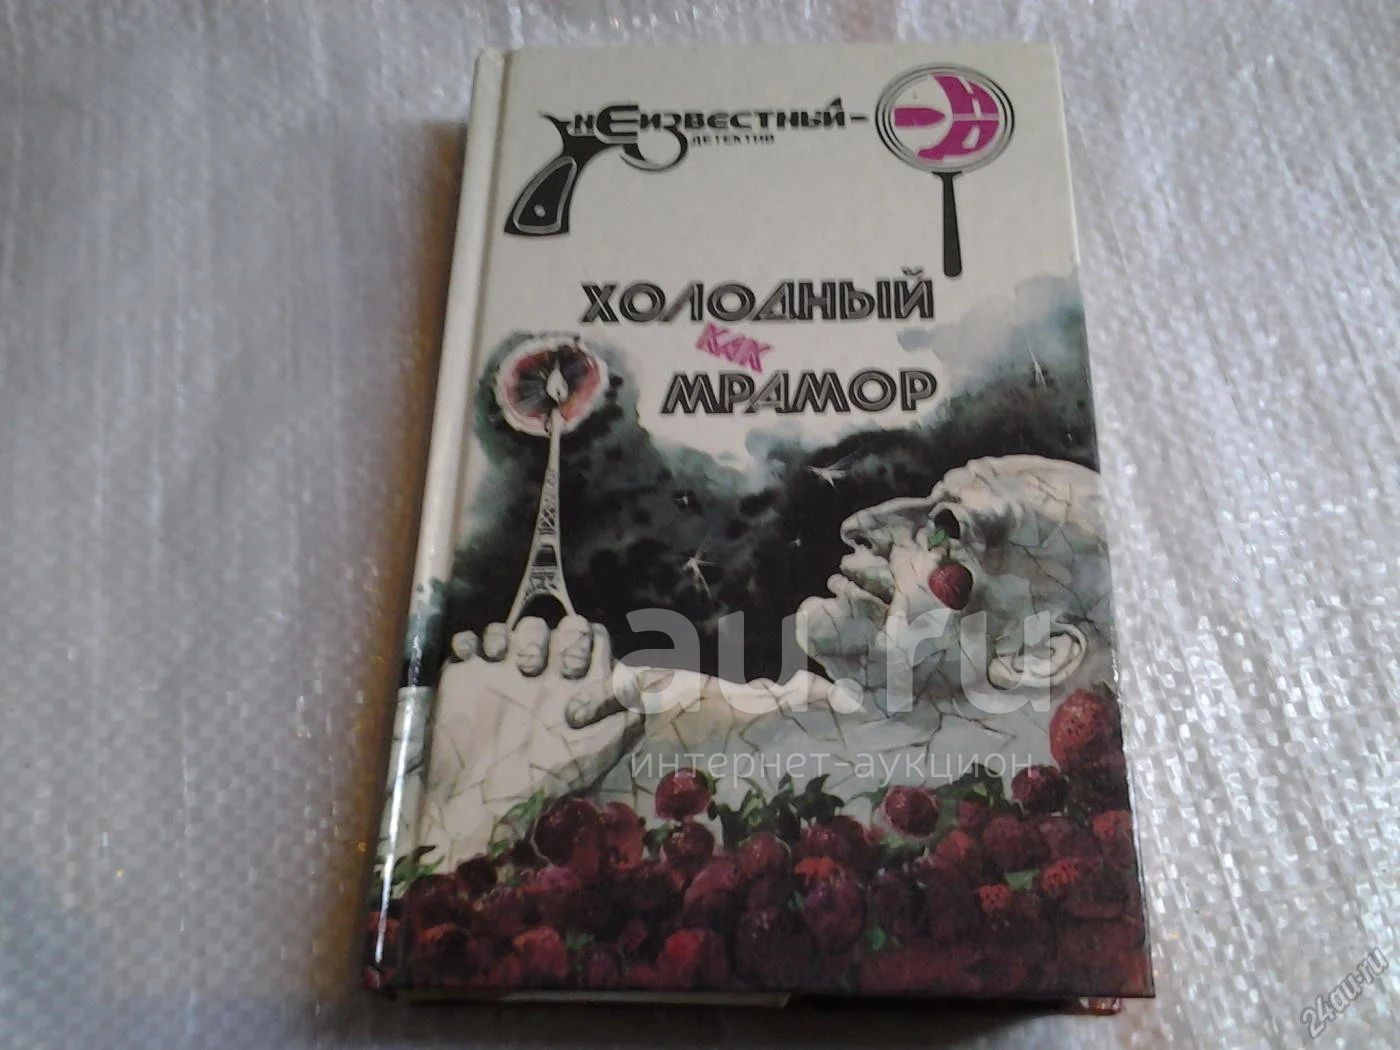 НЕИЗВЕСТНЫЙ-
ДЕТЕКТИВ
НД
ХОЛОДНЫЙ
КАК
МРАМОР
au.ru
интернет-аукцион
24au.ru